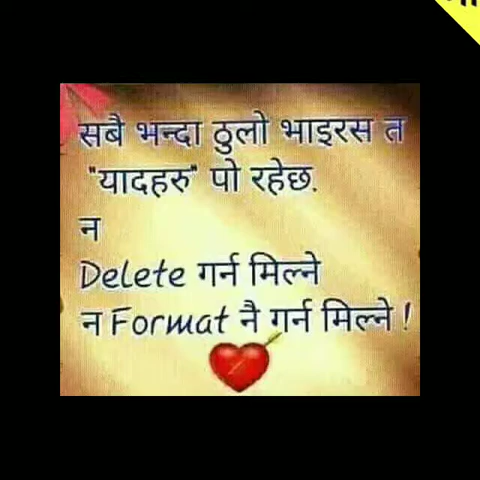 सबै भन्दा ठुलो भाइरस त
"यादहरु" पो रहेछ.
न
Delete गर्न मिल्ने
न Format नै गर्न मिल्ने !